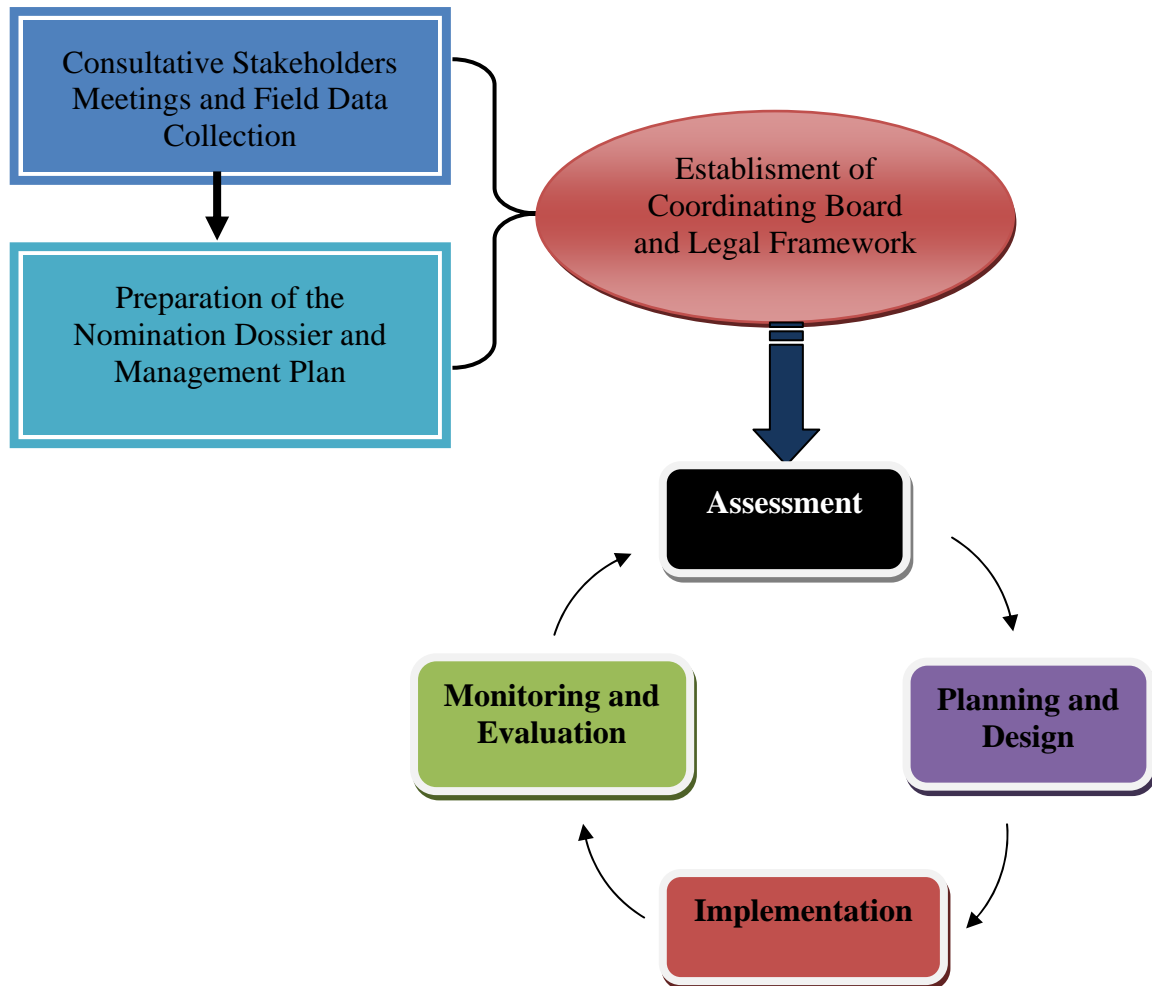 Consultative Stakeholders
Meetings and Field Data
Collection
Preparation of the
Nomination Dossier and
Management Plan
Establisment of
Coordinating Board
and Legal Framework
Assessment
Planning and
Design
Implementation
Monitoring and
Evaluation